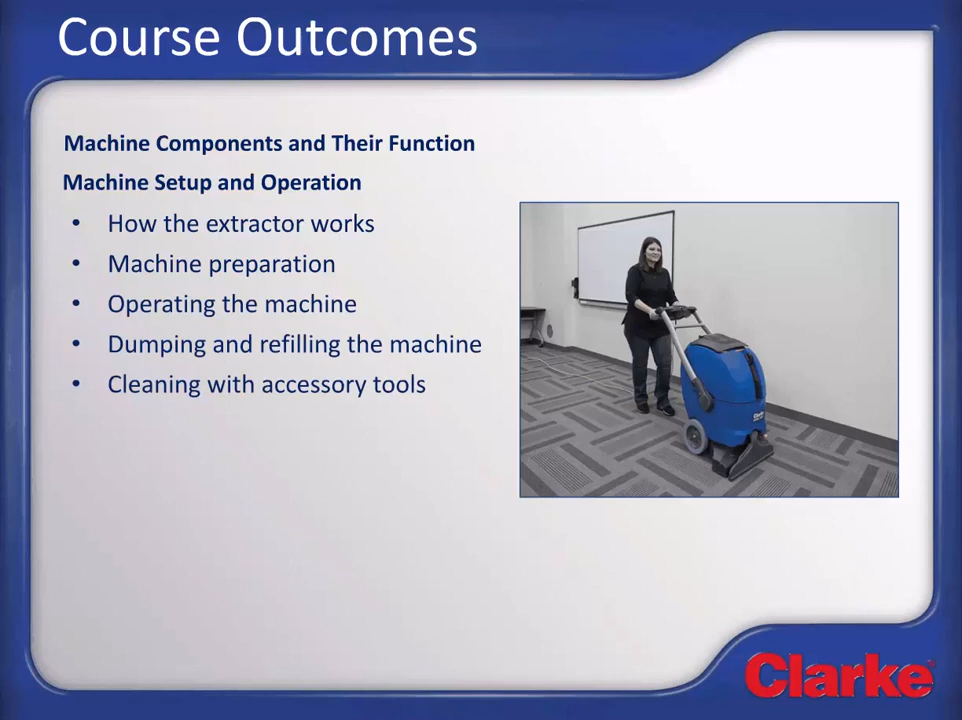 Course Outcomes
Machine Components and Their Function
Machine Setup and Operation
• How the extractor works
• Machine preparation
• Operating the machine
• Dumping and refilling the machine
• Cleaning with accessory tools
Clarke